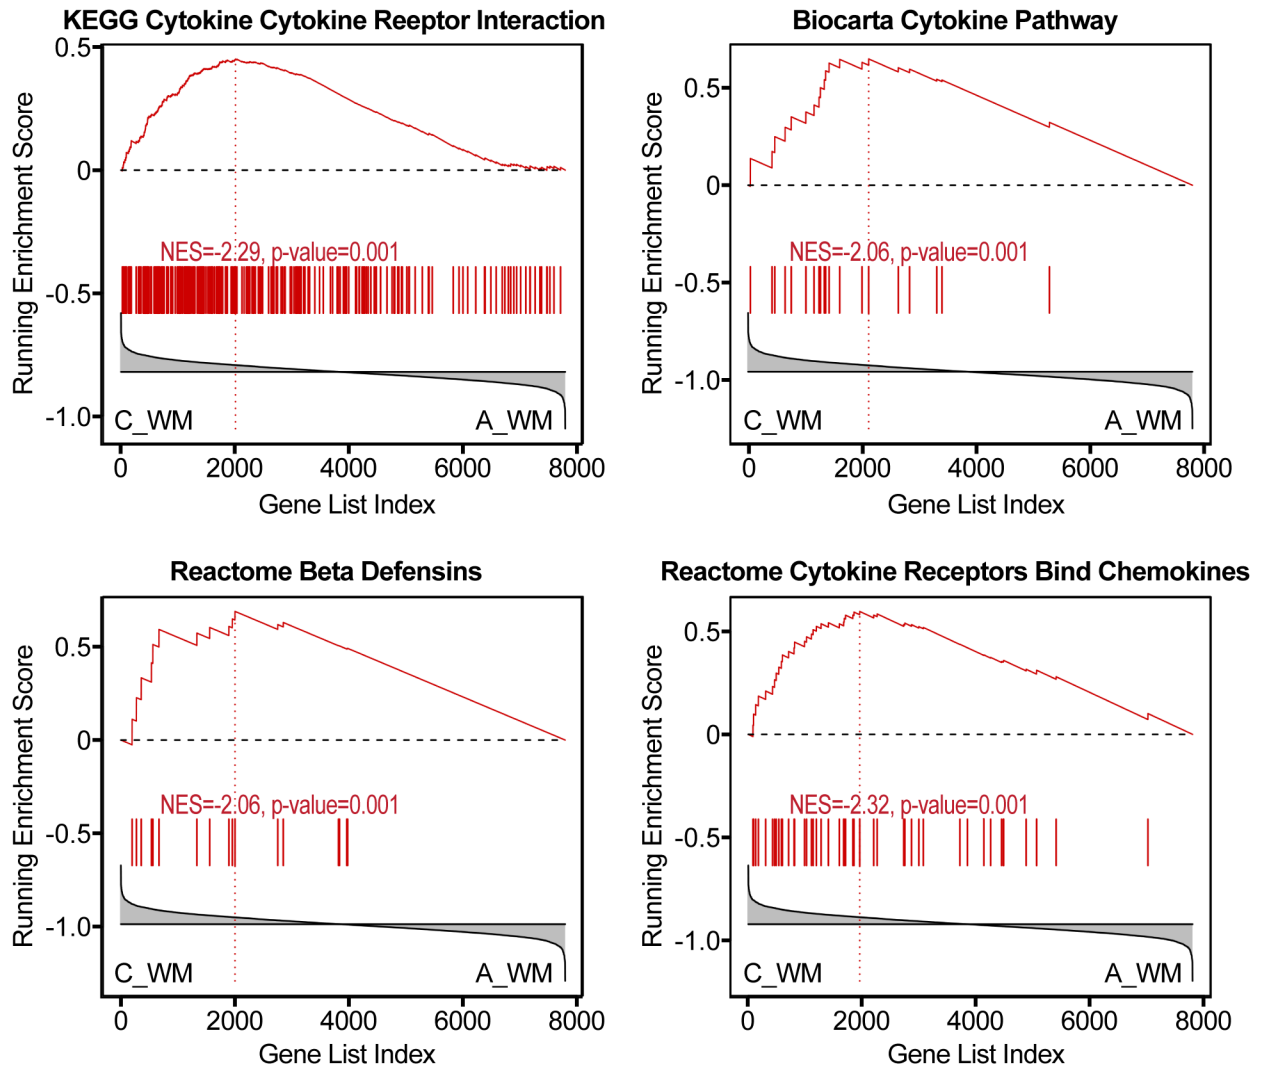 KEGG Cytokine Cytokine Reeptor Interaction
Running Enrichment Score
0.5
0
-0.5
-1.0
NES=-2.29, p-value=0.001
C_WM
A_WM
0 2000 4000 6000 8000
Gene List Index
Biocarta Cytokine Pathway
Running Enrichment Score
0.5
0
-0.5
-1.0
NES=-2.06, p-value=0.001
C_WM
A_WM
0 2000 4000 6000 8000
Gene List Index
Reactome Beta Defensins
Running Enrichment Score
0.5
0
-0.5
-1.0
NES=-2.06, p-value=0.001
C_WM
A_WM
0 2000 4000 6000 8000
Gene List Index
Reactome Cytokine Receptors Bind Chemokines
Running Enrichment Score
0.5
0
-0.5
-1.0
NES=-2.32, p-value=0.001
C_WM
A_WM
0 2000 4000 6000 8000
Gene List Index